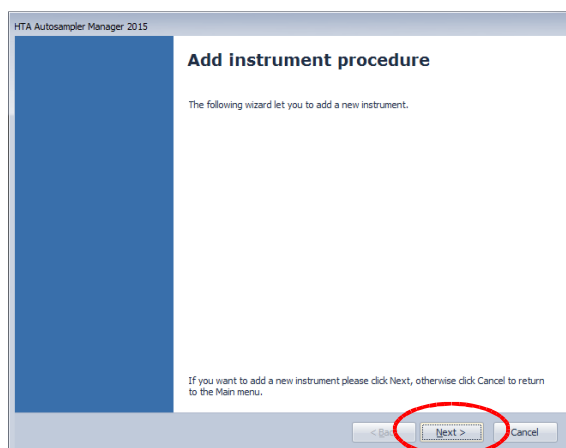 HTA Autosampler Manager 2015
Add instrument procedure
The following wizard let you to add a new instrument.
If you want to add a new instrument please click Next, otherwise click Cancel to return
to the Main menu.
< Back Next > Cancel